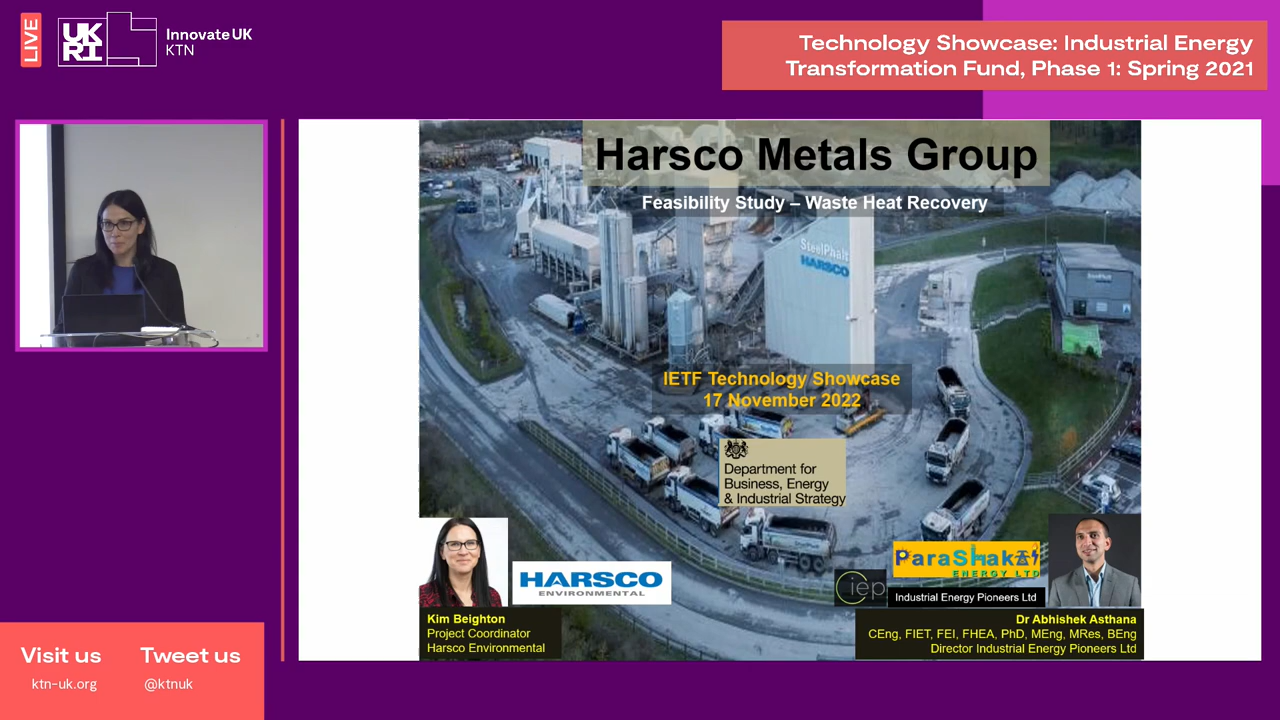 LIVE
UK
RI
Innovate UK
KTN
Technology Showcase: Industrial Energy
Transformation Fund, Phase 1: Spring 2021
Harsco Metals Group
Feasibility Study – Waste Heat Recovery
SteelPhalt
HARSCO
IETF Technology Showcase
17 November 2022
Department for
Business, Energy
& Industrial Strategy
HARSCO
ENVIRONMENTAL
Kim Beighton
Project Coordinator
Harsco Environmental
ParaShakti
ENERGY LTD
iep
Industrial Energy Pioneers Ltd
Dr Abhishek Asthana
CEng, FIET, FEI, FHEA, PhD, MEng, MRes, BEng
Director Industrial Energy Pioneers Ltd
Visit us
ktn-uk.org
Tweet us
@ktnuk